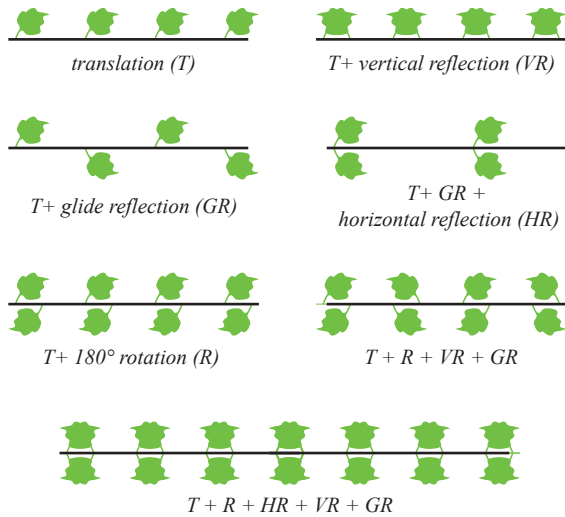 translation (T)
T+ vertical reflection (VR)
T+ glide reflection (GR)
T+ GR +
horizontal reflection (HR)
T+ 180° rotation (R)
T + R + VR + GR
T + R + HR + VR + GR